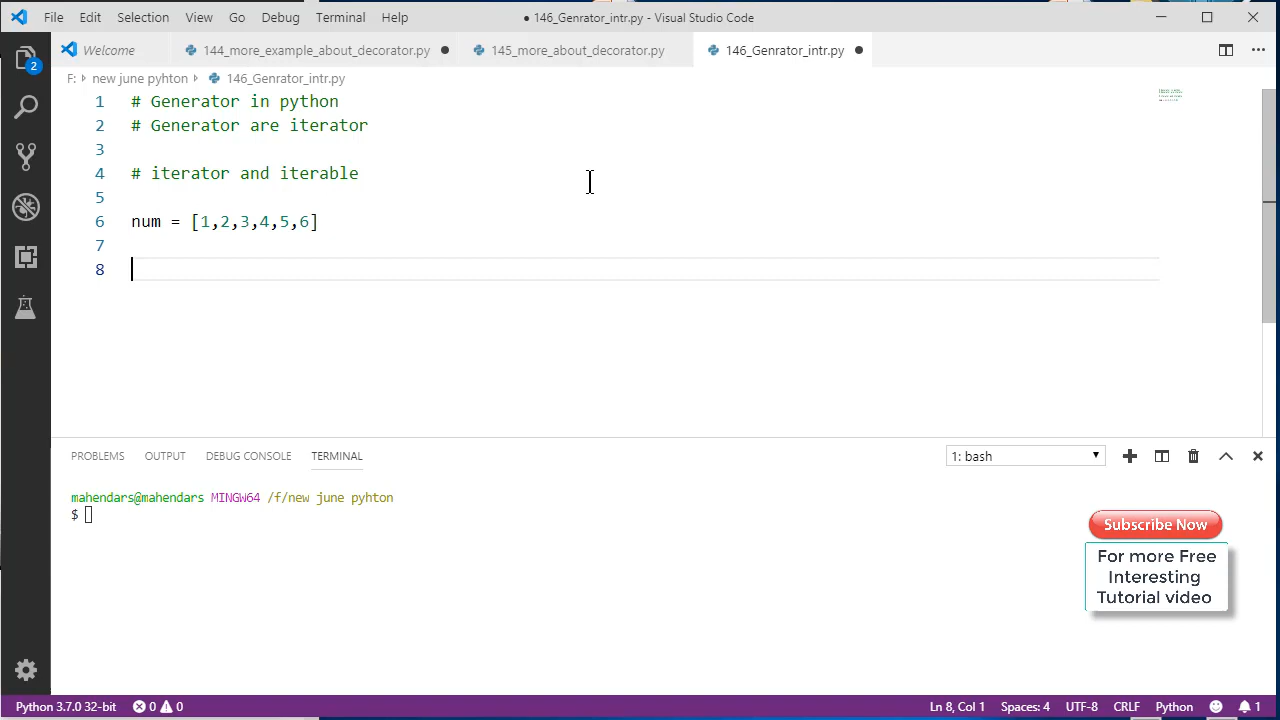 File Edit Selection View Go Debug Terminal Help ● 146_Genrator_intr.py - Visual Studio Code
Welcome 144_more_example_about_decorator.py 145_more_about_decorator.py 146_Genrator_intr.py
2
F: new june pyhton 146_Genrator_intr.py
1 # Generator in python
2 # Generator are iterator
3
4 # iterator and iterable
5
6 num = [1,2,3,4,5,6]
7
8
PROBLEMS OUTPUT DEBUG CONSOLE TERMINAL 1: bash
mahendars@mahendars MINGW64 /f/new june pyhton
$
Subscribe Now
For more Free
Interesting
Tutorial video
Python 3.7.0 32-bit 0 0 Ln 8, Col 1 Spaces: 4 UTF-8 CRLF Python 1